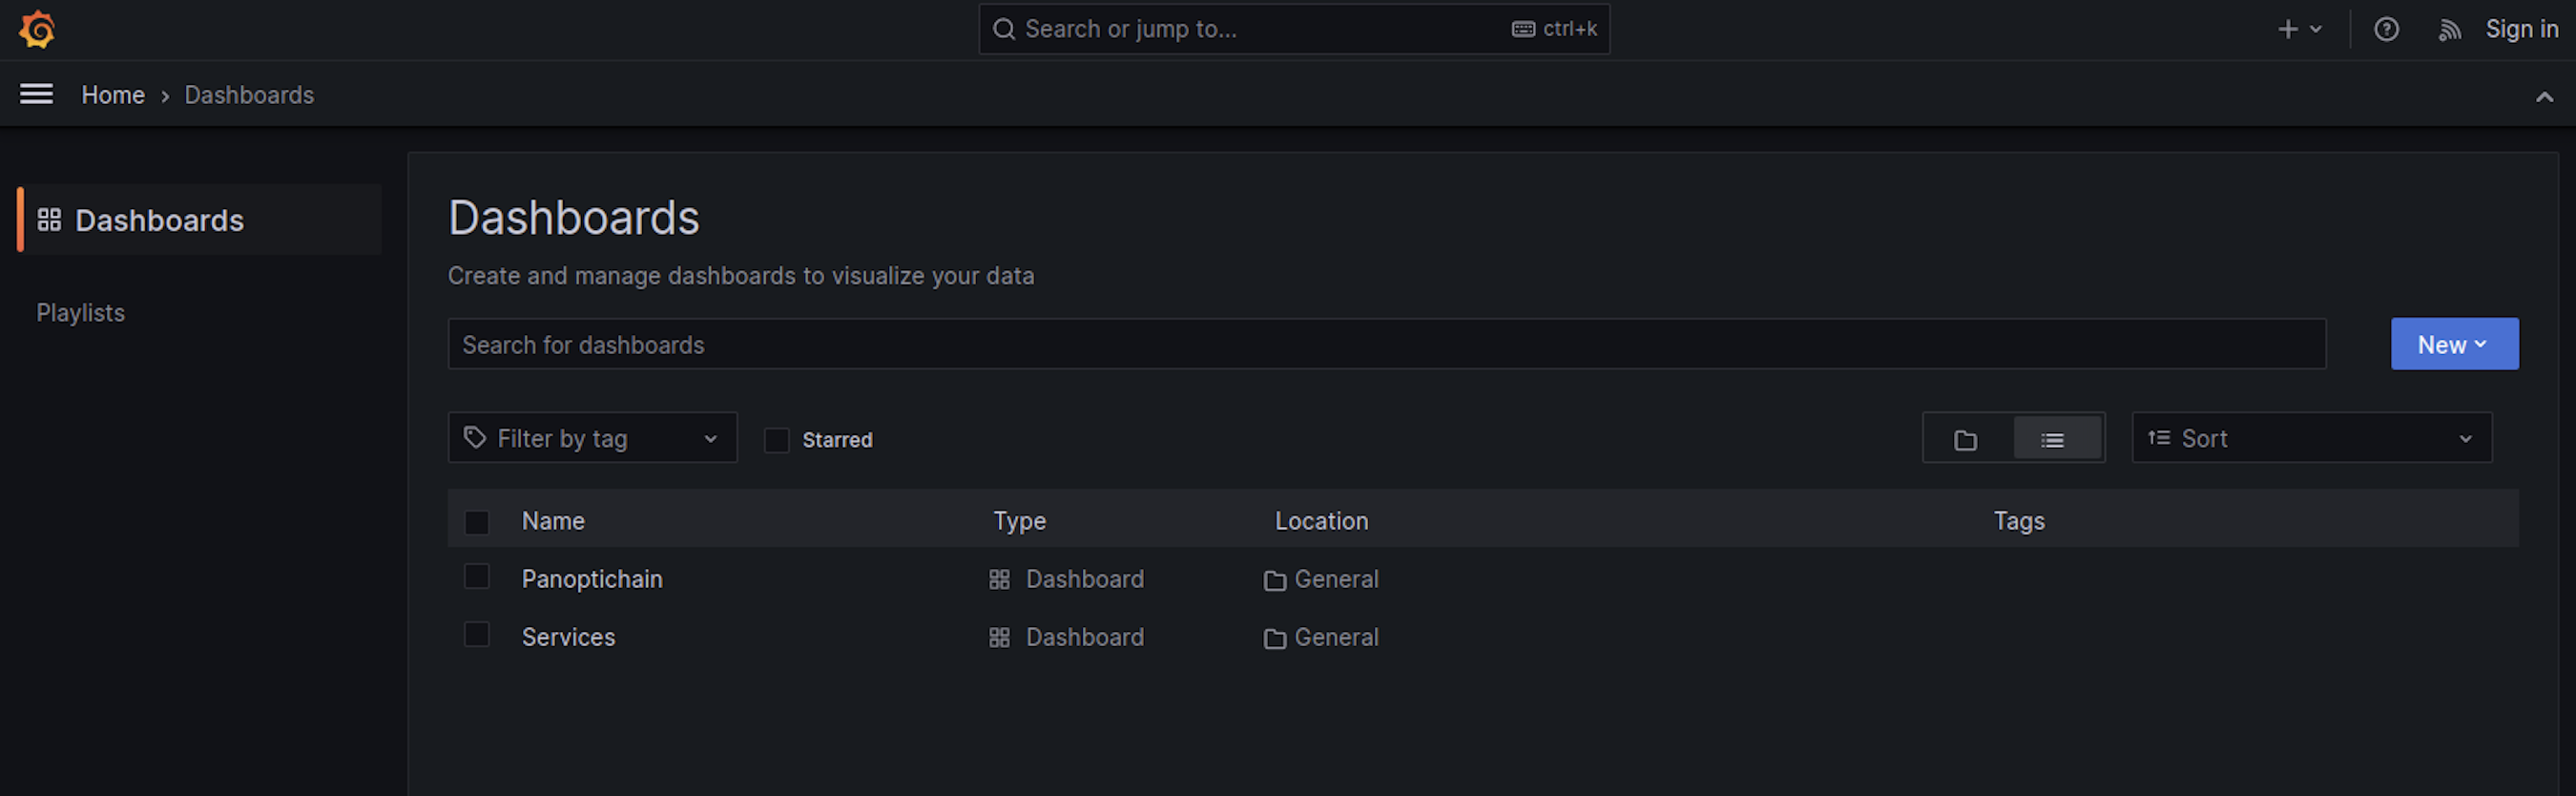 Search or jump to... ctrl+k Sign in
Home › Dashboards
Dashboards
Playlists
Dashboards
Create and manage dashboards to visualize your data
Search for dashboards New
Filter by tag Starred Sort
Name Type Location Tags
Panoptichain Dashboard General
Services Dashboard General